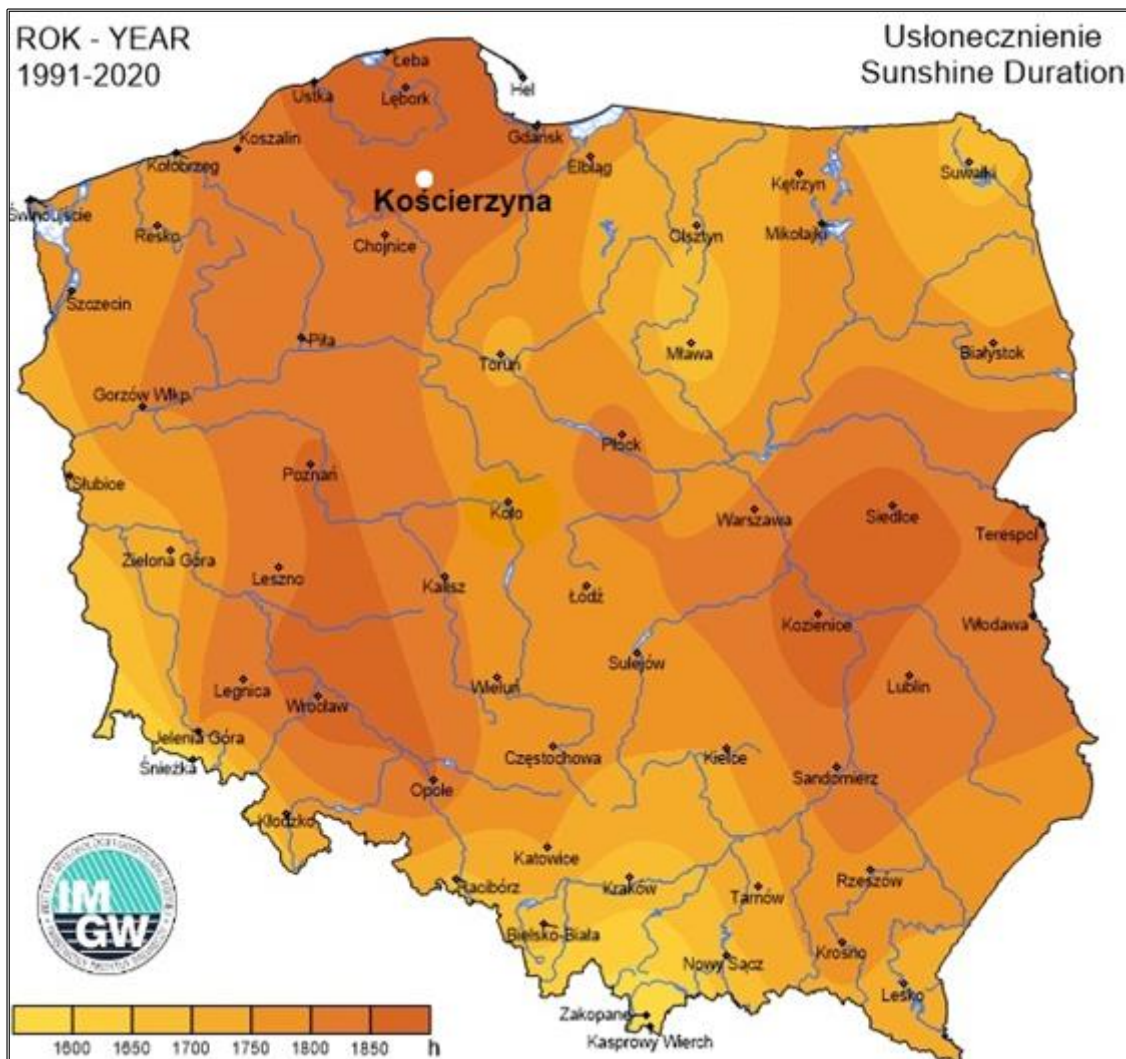 ROK - YEAR
1991-2020
Usłonecznienie
Sunshine Duration
Łeba
Ustka
Lębork
Hel
Gdańsk
Koszalin
Kołobrzeg
Elbląg
Suwałki
Kętrzyn
Kościerzyna
Świnoujście
Resko
Chojnice
Olsztyn
Mikołajki
Szczecin
Piła
Toruń
Mława
Białystok
Gorzów Wlkp.
Płock
Poznań
Słubice
Koło
Warszawa
Siedlce
Terespol
Zielona Góra
Leszno
Kalisz
Łódź
Kozienice
Włodawa
Sulejów
Legnica
Wrocław
Wieluń
Lublin
Jelenia Góra
Śnieżka
Częstochowa
Kielce
Sandomierz
Opole
Kłodzko
Katowice
Racibórz
Kraków
Tarnów
Rzeszów
Bielsko-Biała
Nowy Sącz
Krosno
Lesko
Zakopane
Kasprowy Wierch
IM
GW
1600 1650 1700 1750 1800 1850 h